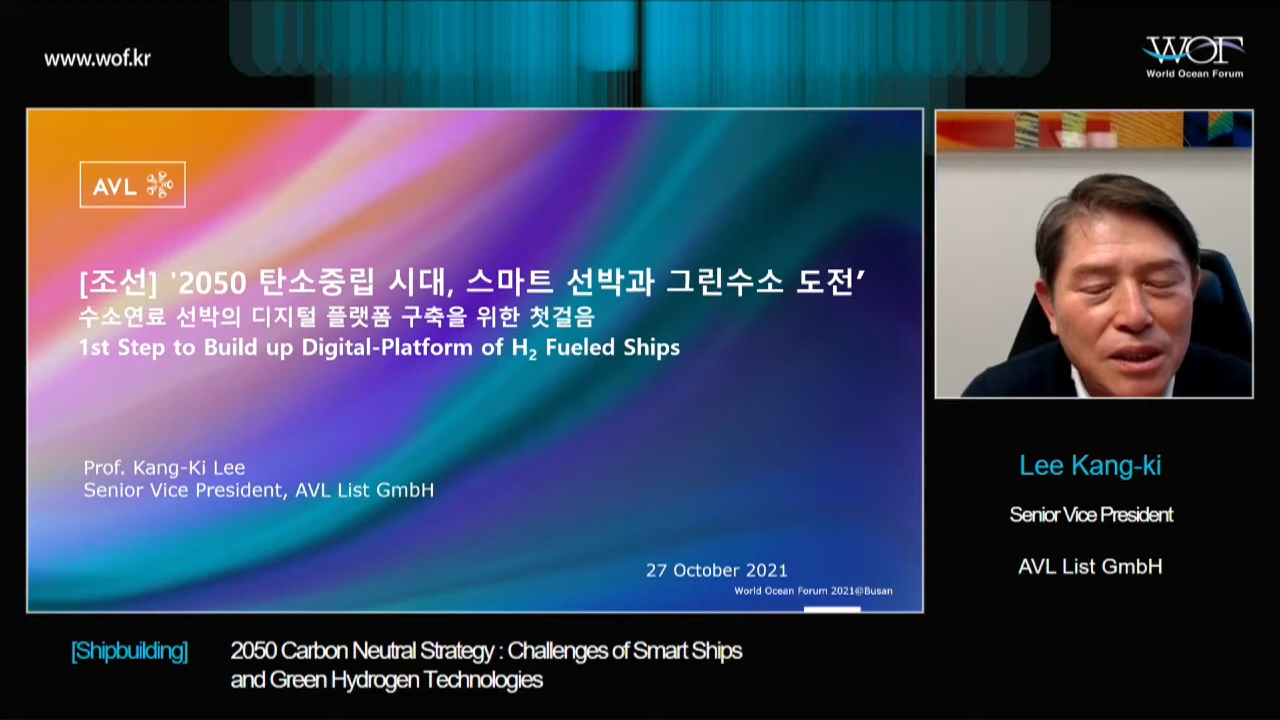 www.wof.kr
WOF
World Ocean Forum
AVL
[조선] '2050 탄소중립 시대, 스마트 선박과 그린수소 도전’
수소연료 선박의 디지털 플랫폼 구축을 위한 첫걸음
1st Step to Build up Digital-Platform of H₂ Fueled Ships
Prof. Kang-Ki Lee
Senior Vice President, AVL List GmbH
27 October 2021
World Ocean Forum 2021@Busan
Lee Kang-ki
Senior Vice President
AVL List GmbH
[Shipbuilding]
2050 Carbon Neutral Strategy : Challenges of Smart Ships
and Green Hydrogen Technologies